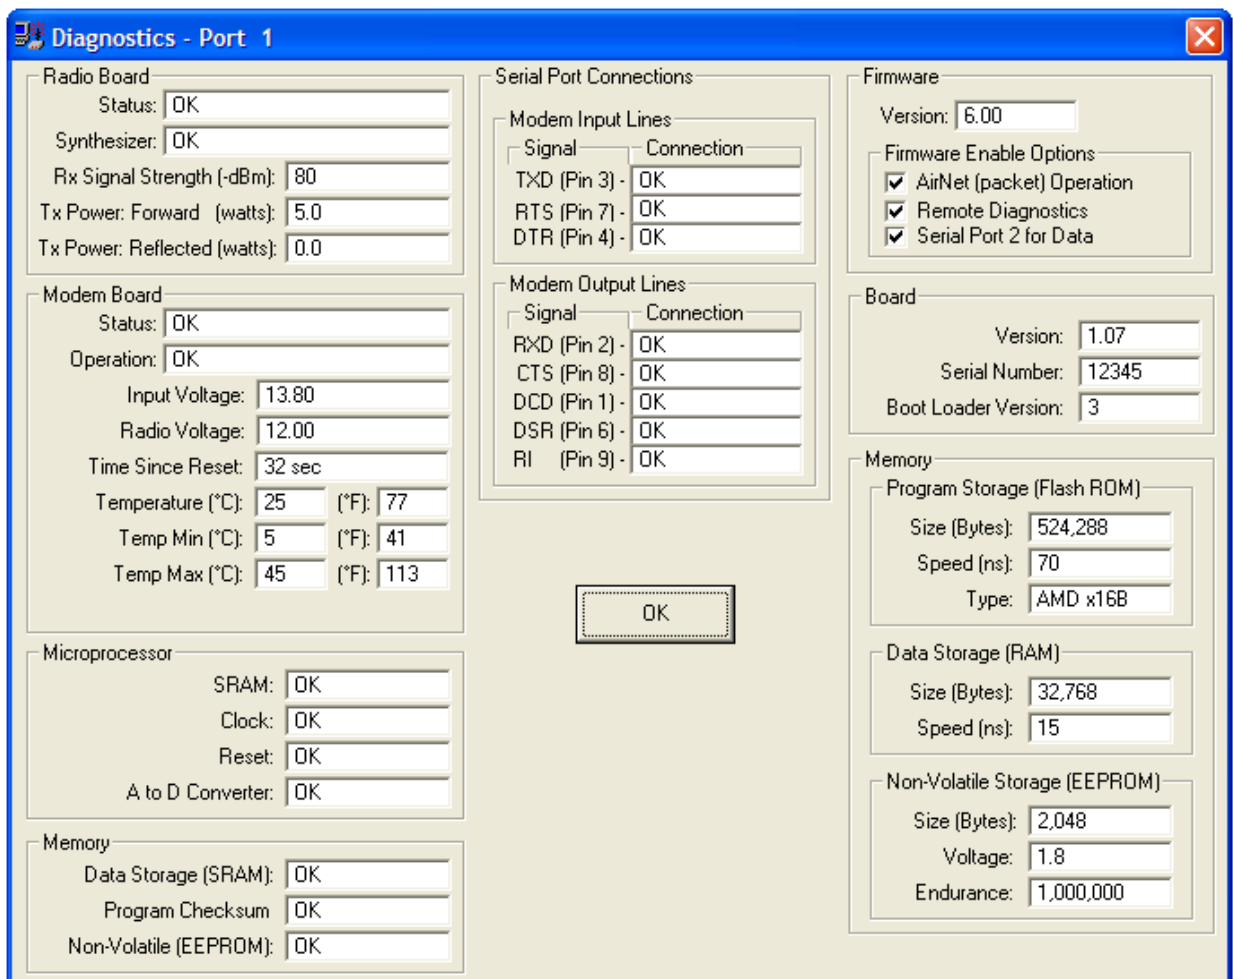 Diagnostics - Port 1
Radio Board
Status: OK
Synthesizer: OK
Rx Signal Strength (-dBm): 80
Tx Power: Forward (watts): 5.0
Tx Power: Reflected (watts): 0.0
Modem Board
Status: OK
Operation: OK
Input Voltage: 13.80
Radio Voltage: 12.00
Time Since Reset: 32 sec
Temperature (°C): 25 (°F): 77
Temp Min (°C): 5 (°F): 41
Temp Max (°C): 45 (°F): 113
Microprocessor
SRAM: OK
Clock: OK
Reset: OK
A to D Converter: OK
Memory
Data Storage (SRAM): OK
Program Checksum OK
Non-Volatile (EEPROM): OK
Serial Port Connections
Modem Input Lines
Signal Connection
TXD (Pin 3) - OK
RTS (Pin 7) - OK
DTR (Pin 4) - OK
Modem Output Lines
Signal Connection
RXD (Pin 2) - OK
CTS (Pin 8) - OK
DCD (Pin 1) - OK
DSR (Pin 6) - OK
RI (Pin 9) - OK
OK
Firmware
Version: 6.00
Firmware Enable Options
AirNet (packet) Operation
Remote Diagnostics
Serial Port 2 for Data
Board
Version: 1.07
Serial Number: 12345
Boot Loader Version: 3
Memory
Program Storage (Flash ROM)
Size (Bytes): 524,288
Speed (ns): 70
Type: AMD x16B
Data Storage (RAM)
Size (Bytes): 32,768
Speed (ns): 15
Non-Volatile Storage (EEPROM)
Size (Bytes): 2,048
Voltage: 1.8
Endurance: 1,000,000